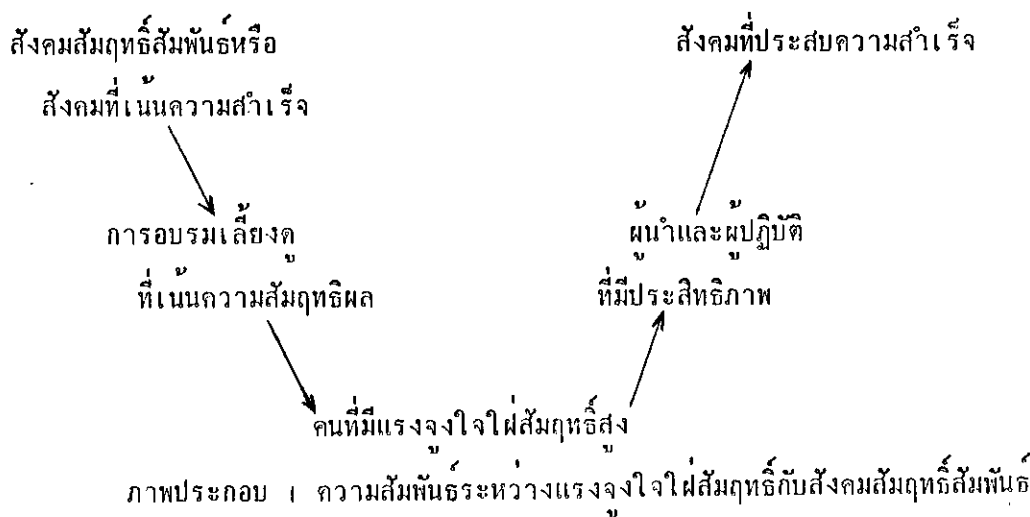 สังคมสัมฤทธิ์สัมพันธ์หรือ
สังคมที่เน้นความสำเร็จ
สังคมที่ประสบความสำเร็จ
การอบรมเลี้ยงดู
ที่เน้นความสัมฤทธิผล
ผู้นำและผู้ปฏิบัติ
ที่มีประสิทธิภาพ
คนที่มีแรงจูงใจใฝ่สัมฤทธิ์สูง
ภาพประกอบ 1 ความสัมพันธ์ระหว่างแรงจูงใจใฝ่สัมฤทธิ์กับสังคมสัมฤทธิ์สัมพันธ์